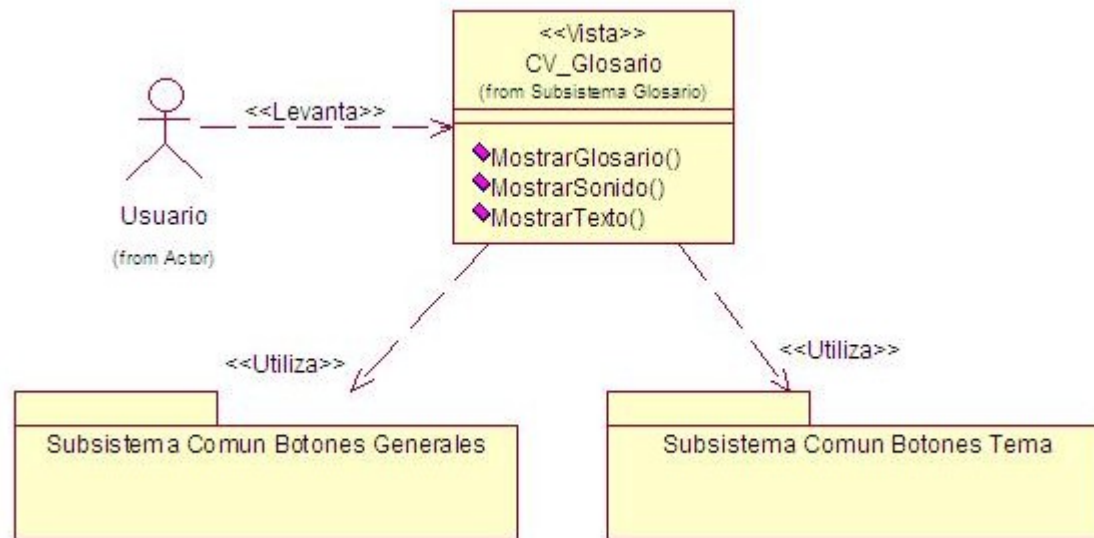 <<Vista>>
CV_Glosario
(from Subsistema Glosario)
<<Levanta>>
MostrarGlosario()
MostrarSonido()
MostrarTexto()
Usuario
(from Actor)
<<Utiliza>>
<<Utiliza>>
Subsistema Comun Botones Generales
Subsistema Comun Botones Tema